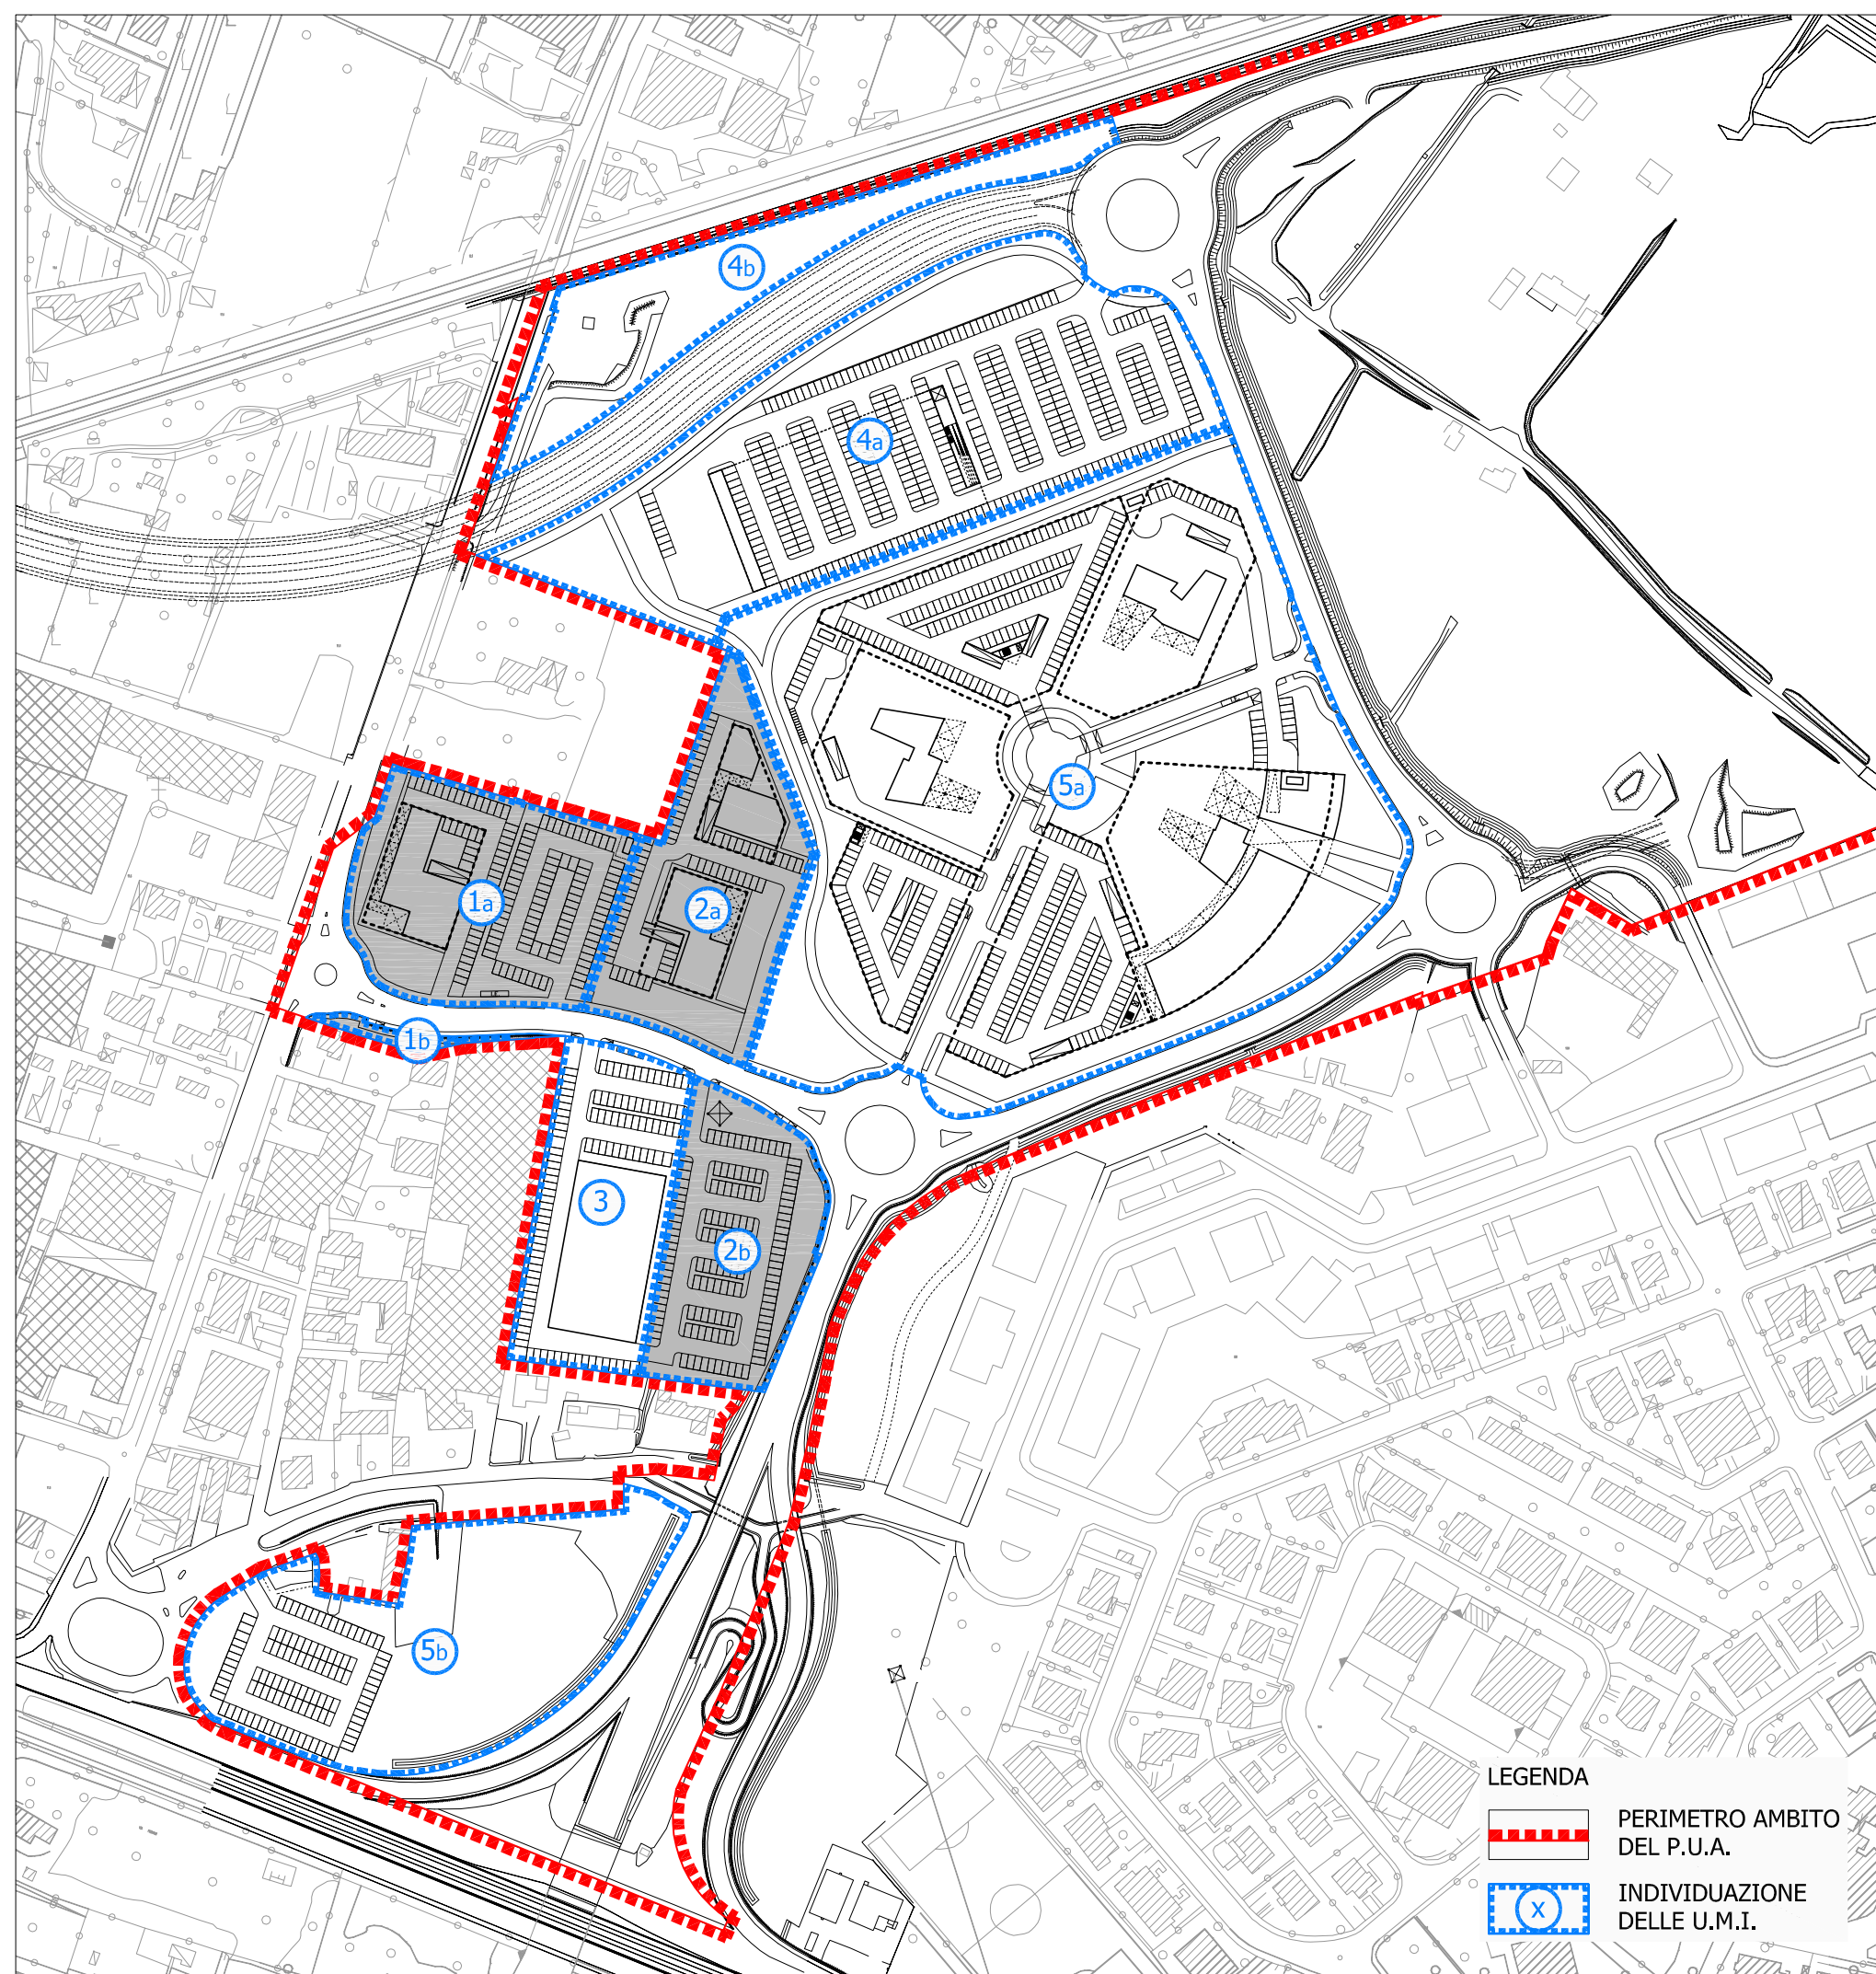 4b
4a
5a
1a
2a
1b
3
2b
5b
LEGENDA
PERIMETRO AMBITO
DEL P.U.A.
x
INDIVIDUAZIONE
DELLE U.M.I.